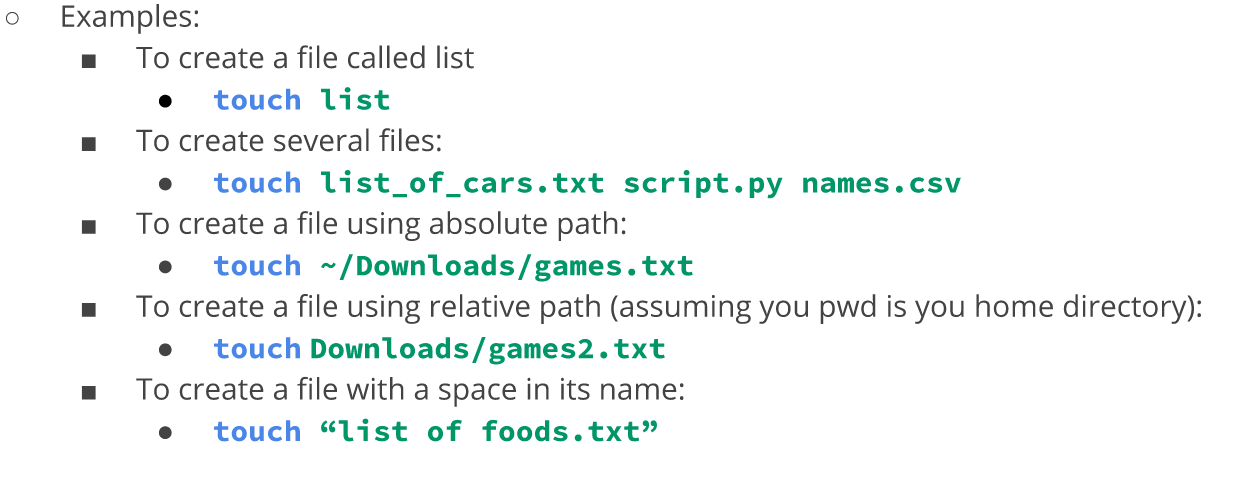 Examples:
To create a file called list
touch list
To create several files:
touch list_of_cars.txt script.py names.csv
To create a file using absolute path:
touch ~/Downloads/games.txt
To create a file using relative path (assuming you pwd is you home directory):
touch Downloads/games2.txt
To create a file with a space in its name:
touch “list of foods.txt”